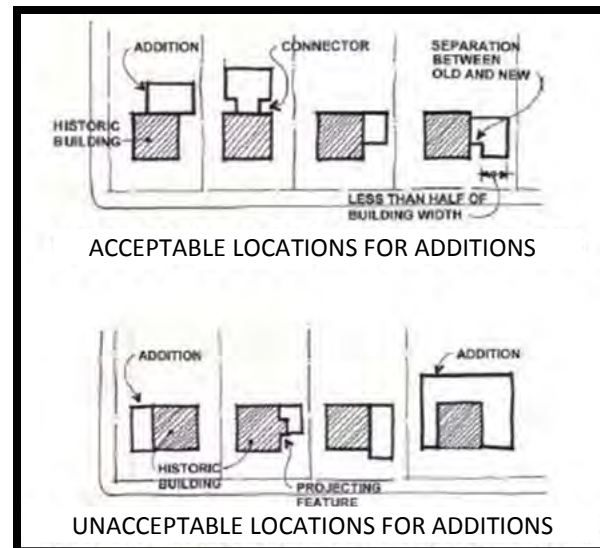 ADDITION
CONNECTOR
SEPARATION
BETWEEN
OLD AND NEW
HISTORIC
BUILDING
LESS THAN HALF OF
BUILDING WIDTH
ACCEPTABLE LOCATIONS FOR ADDITIONS
ADDITION
ADDITION
HISTORIC
BUILDING
PROJECTING
FEATURE
UNACCEPTABLE LOCATIONS FOR ADDITIONS